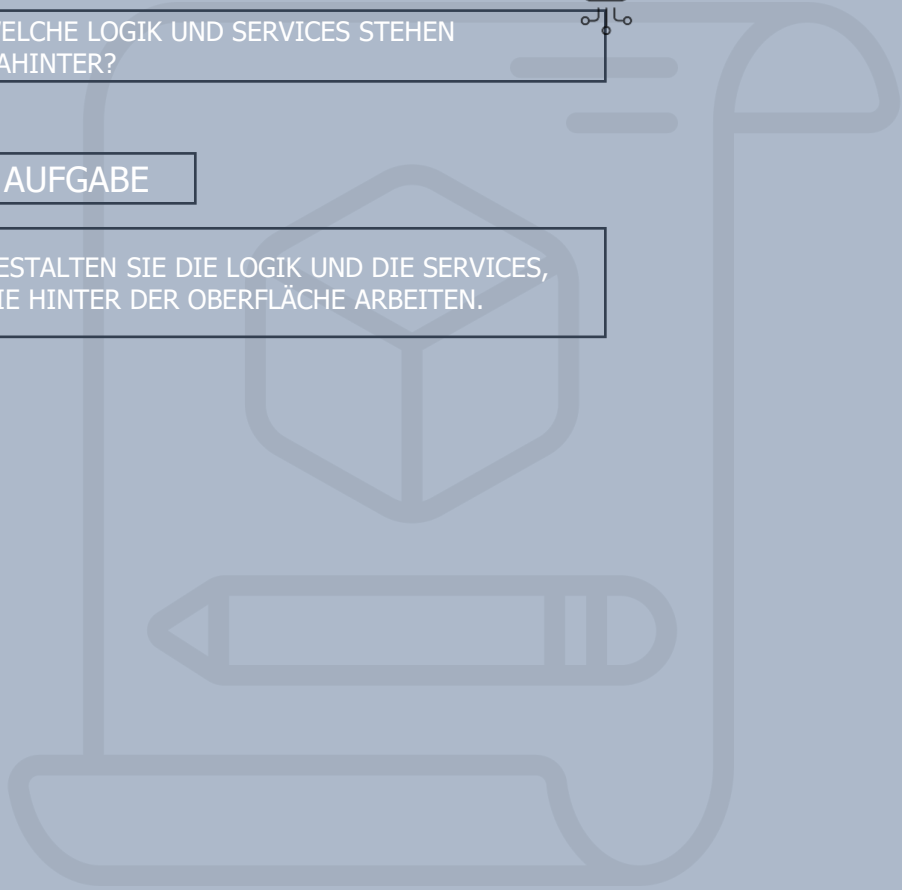 ELCHE LOGIK UND SERVICES STEHEN
AHINTER?
AUFGABE
ESTALTEN SIE DIE LOGIK UND DIE SERVICES,
IE HINTER DER OBERFLÄCHE ARBEITEN.